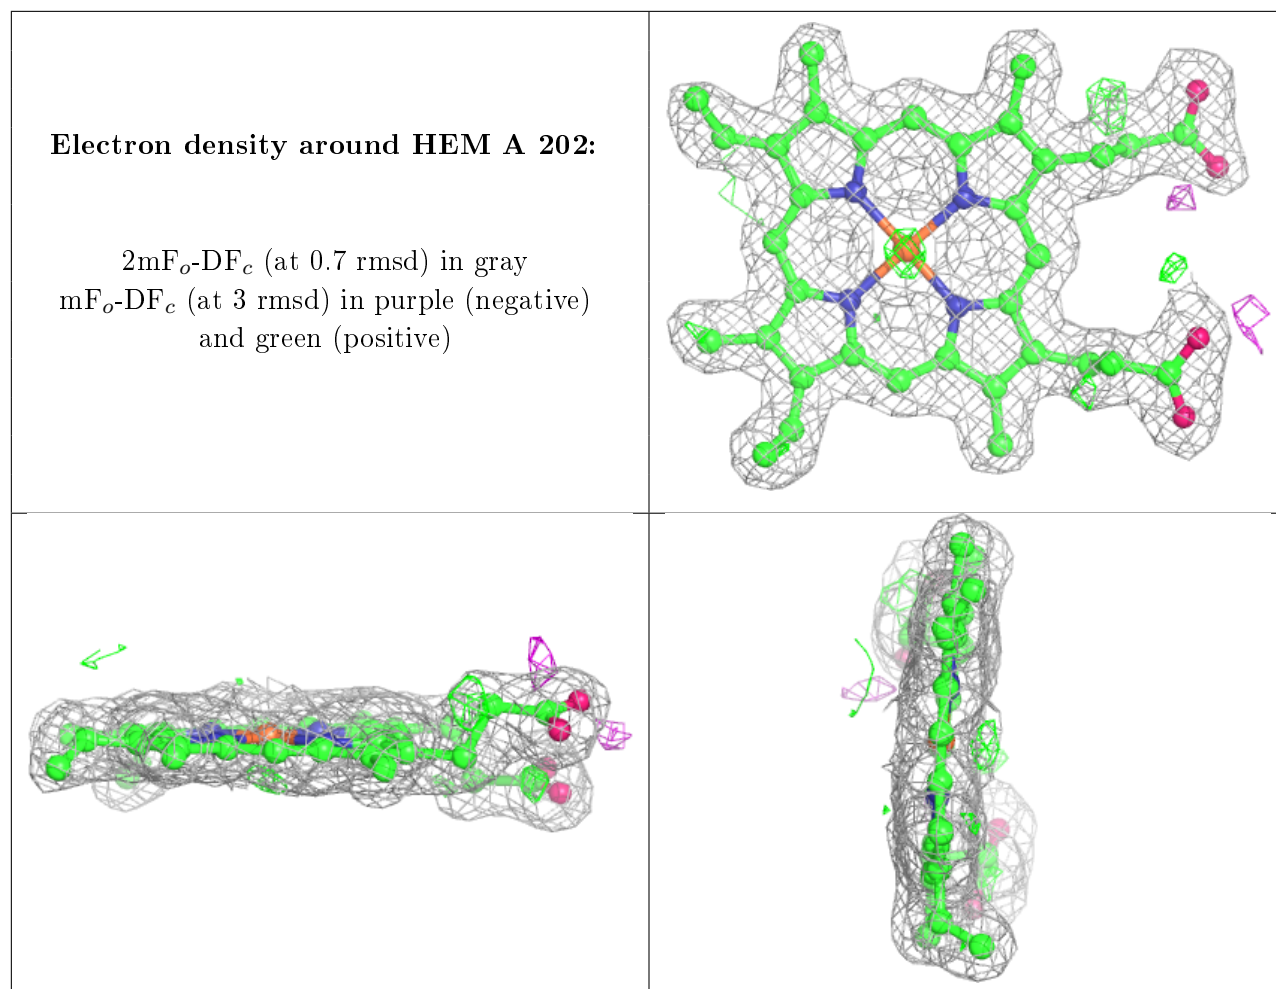 Electron density around HEM A 202:
2mFₒ-DF𝒸 (at 0.7 rmsd) in gray
mFₒ-DF𝒸 (at 3 rmsd) in purple (negative)
and green (positive)